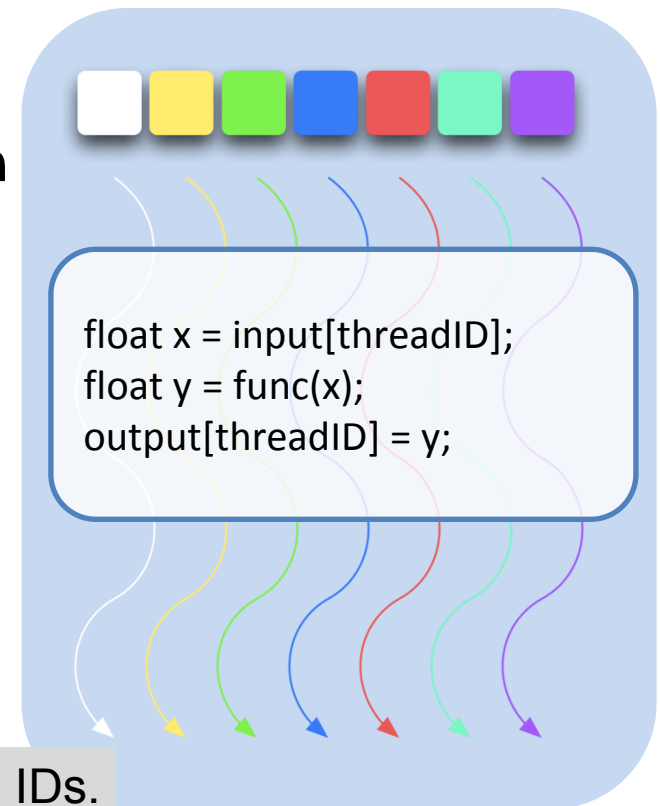 float x = input[threadID];
float y = func(x);
output[threadID] = y;
IDs.